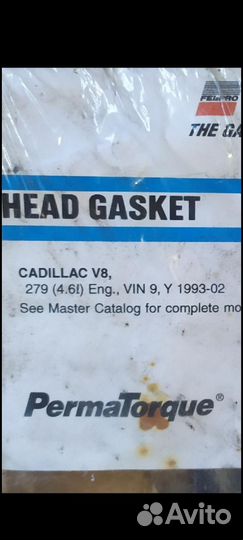 FELPRO
THE GA
HEAD GASKET
CADILLAC V8,
279 (4.6l) Eng., VIN 9, Y 1993-02
See Master Catalog for complete mo
PermaTorque®
Avito